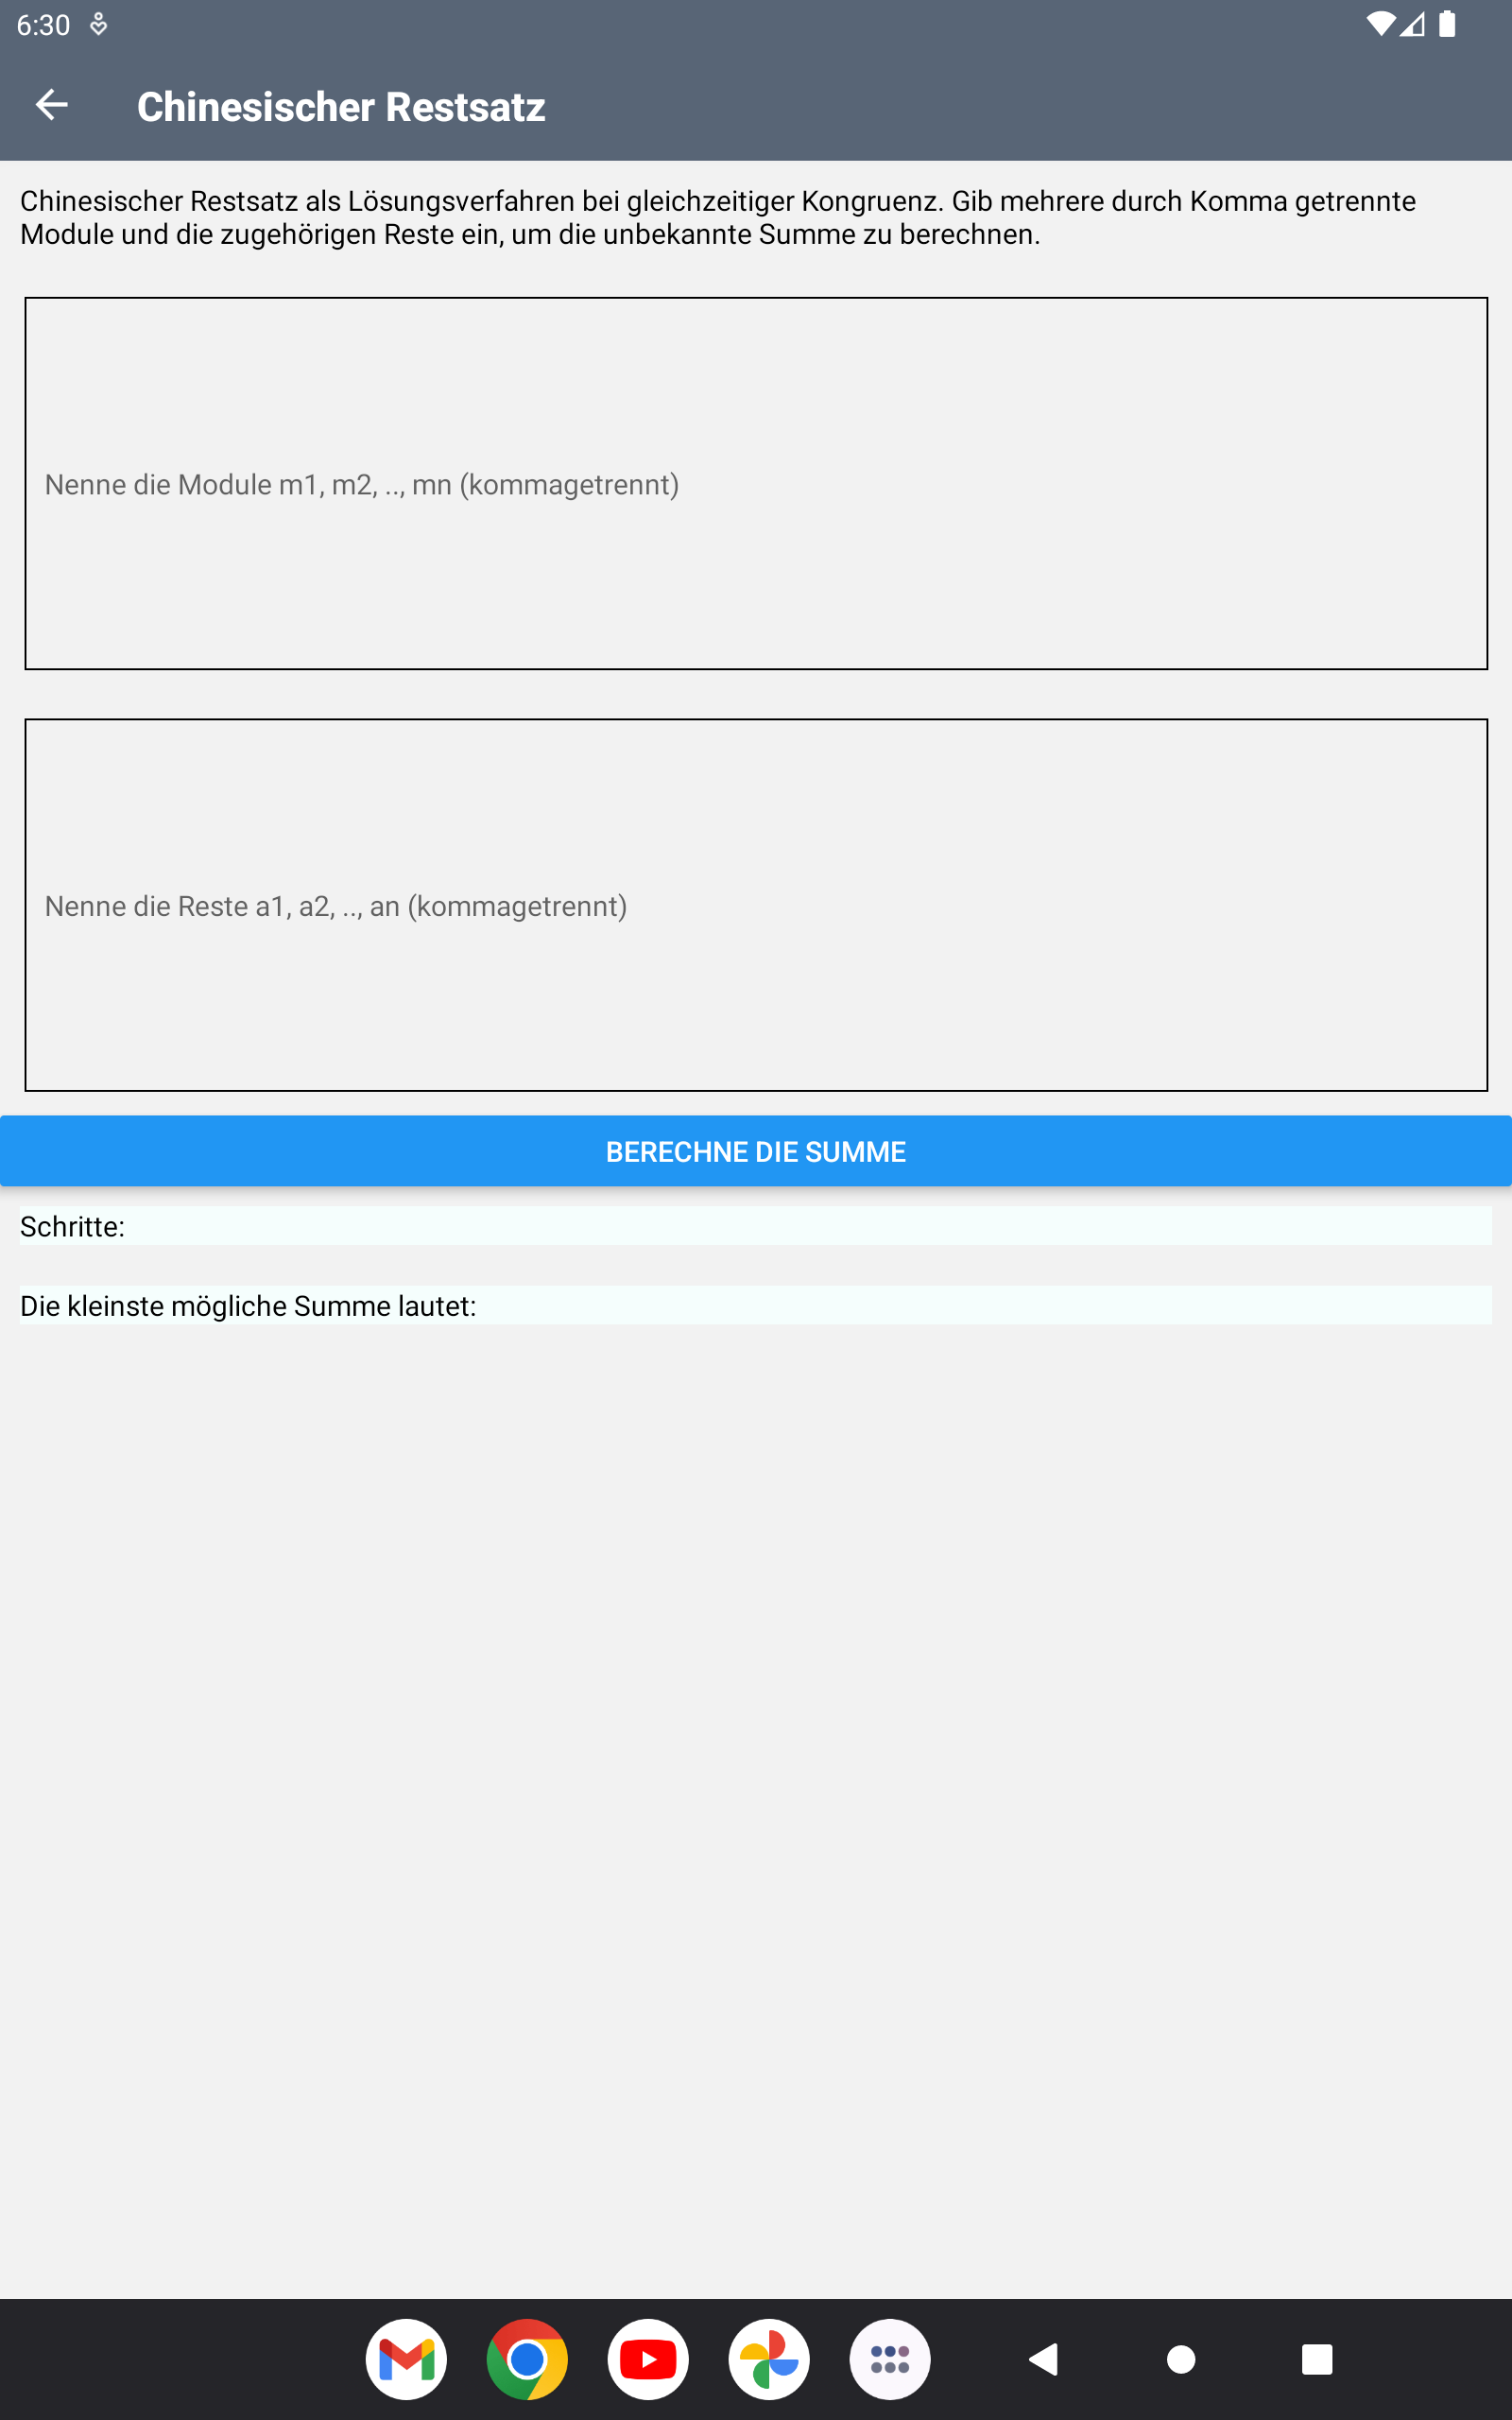 6:30
Chinesischer Restsatz
Chinesischer Restsatz als Lösungsverfahren bei gleichzeitiger Kongruenz. Gib mehrere durch Komma getrennte
Module und die zugehörigen Reste ein, um die unbekannte Summe zu berechnen.
Nenne die Module m1, m2, .., mn (kommagetrennt)
Nenne die Reste a1, a2, .., an (kommagetrennt)
BERECHNE DIE SUMME
Schritte:
Die kleinste mögliche Summe lautet: